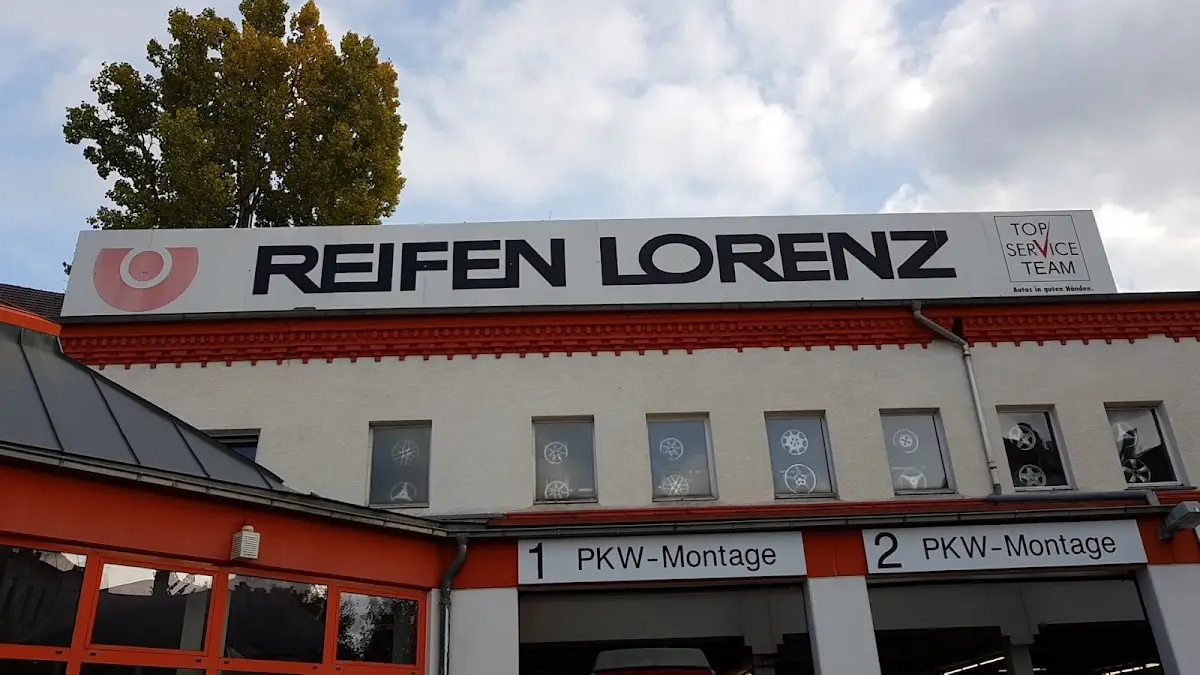 REIFEN LORENZ
TOP
SERVICE
TEAM
Autos in guten Händen.
1 PKW-Montage
2 PKW-Montage